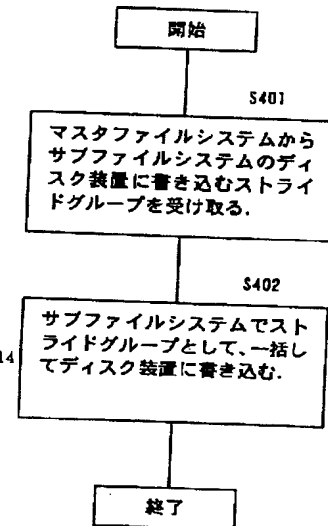 開始
S401
マスタファイルシステムから
サブファイルシステムのディ
スク装置に書き込むストライ
ドグループを受け取る.
S402
サブファイルシステムでスト
ライドグループとして、一括し
てディスク装置に書き込む.
14
終了